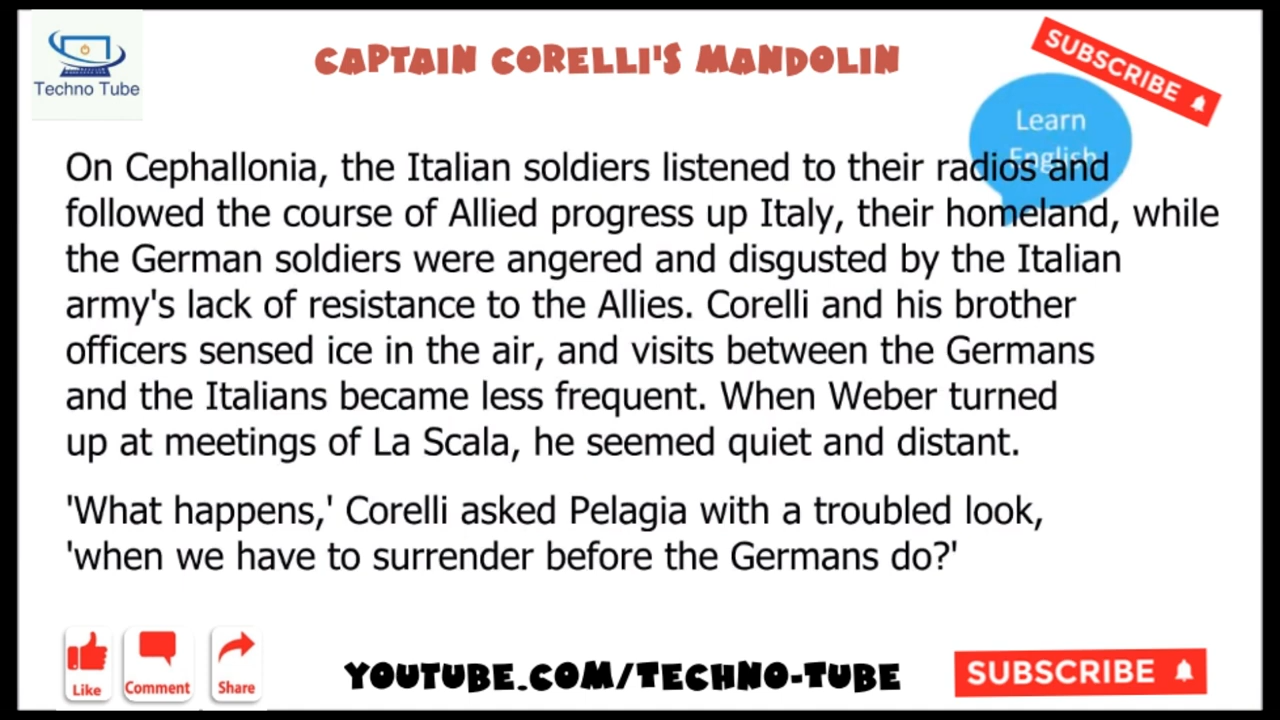 CAPTAIN CORELLI'S MANDOLIN
SUBSCRIBE
Techno Tube
Learn
English
On Cephallonia, the Italian soldiers listened to their radios and
followed the course of Allied progress up Italy, their homeland, while
the German soldiers were angered and disgusted by the Italian
army's lack of resistance to the Allies. Corelli and his brother
officers sensed ice in the air, and visits between the Germans
and the Italians became less frequent. When Weber turned
up at meetings of La Scala, he seemed quiet and distant.
'What happens,' Corelli asked Pelagia with a troubled look,
'when we have to surrender before the Germans do?'
Like
Comment
Share
YOUTUBE.COM/TECHNO-TUBE
SUBSCRIBE